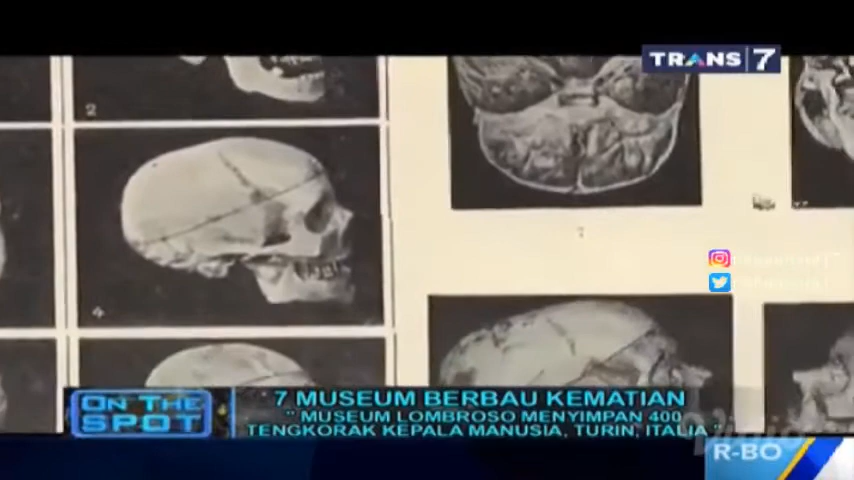 TRANS 7
2
7
4
ON THE SPOT
7 MUSEUM BERBAU KEMATIAN
" MUSEUM LOMBROSO MENYIMPAN 400
TENGKORAK KEPALA MANUSIA, TURIN, ITALIA "
R-BO